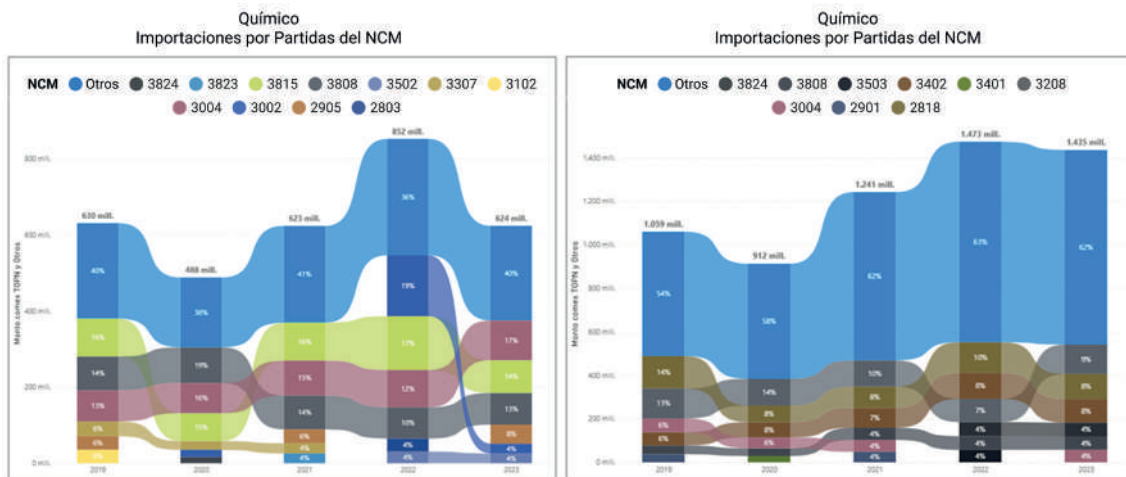 Químico
Importaciones por Partidas del NCM
NCM Otros 3824 3823 3815 3808 3502 3307 3102
3004 3002 2905 2803
Monto comes TOPN y Otros
800 mill.
600 mill.
400 mill.
200 mill.
0 mill.
630 mill.
488 mill.
623 mill.
852 mill.
624 mill.
40%
16%
14%
13%
6%
6%
19%
16%
15%
41%
16%
15%
14%
6%
4%
4%
36%
19%
17%
12%
10%
4%
4%
40%
17%
14%
13%
8%
4%
4%
2019 2020 2021 2022 2023
Químico
Importaciones por Partidas del NCM
NCM Otros 3824 3808 3503 3402 3401 3208
3004 2901 2818
Monto comes TOPN y Otros
1.400 mill.
1.200 mill.
1.000 mill.
800 mill.
600 mill.
400 mill.
200 mill.
0 mill.
1.059 mill.
912 mill.
1.241 mill.
1.473 mill.
1.435 mill.
54%
14%
13%
6%
6%
58%
14%
8%
8%
6%
62%
10%
8%
7%
4%
4%
4%
63%
10%
8%
7%
4%
4%
4%
62%
9%
8%
8%
4%
4%
4%
2019 2020 2021 2022 2023